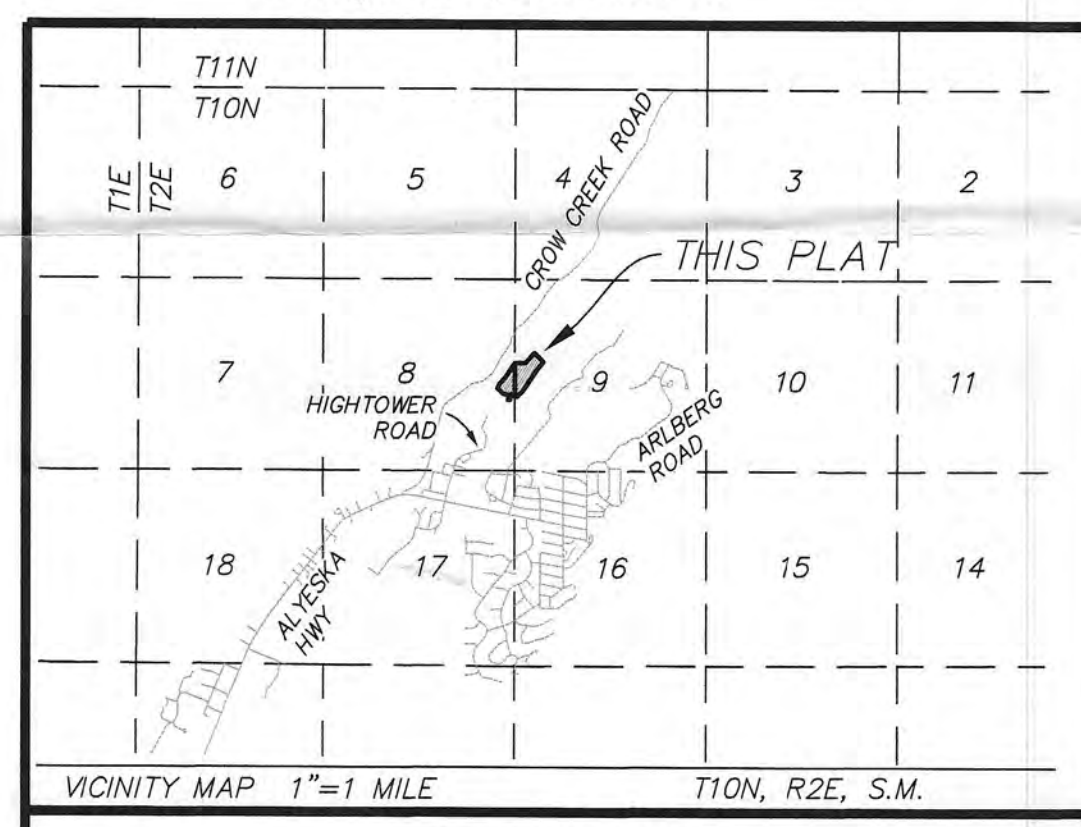 T11N
T10N
T1E
T2E
6
5
4
3
2
CROW CREEK ROAD
THIS PLAT
7
8
9
10
11
HIGHTOWER
ROAD
ARLBERG
ROAD
18
17
16
15
14
ALYESKA
HWY
VICINITY MAP 1"=1 MILE
T10N, R2E, S.M.